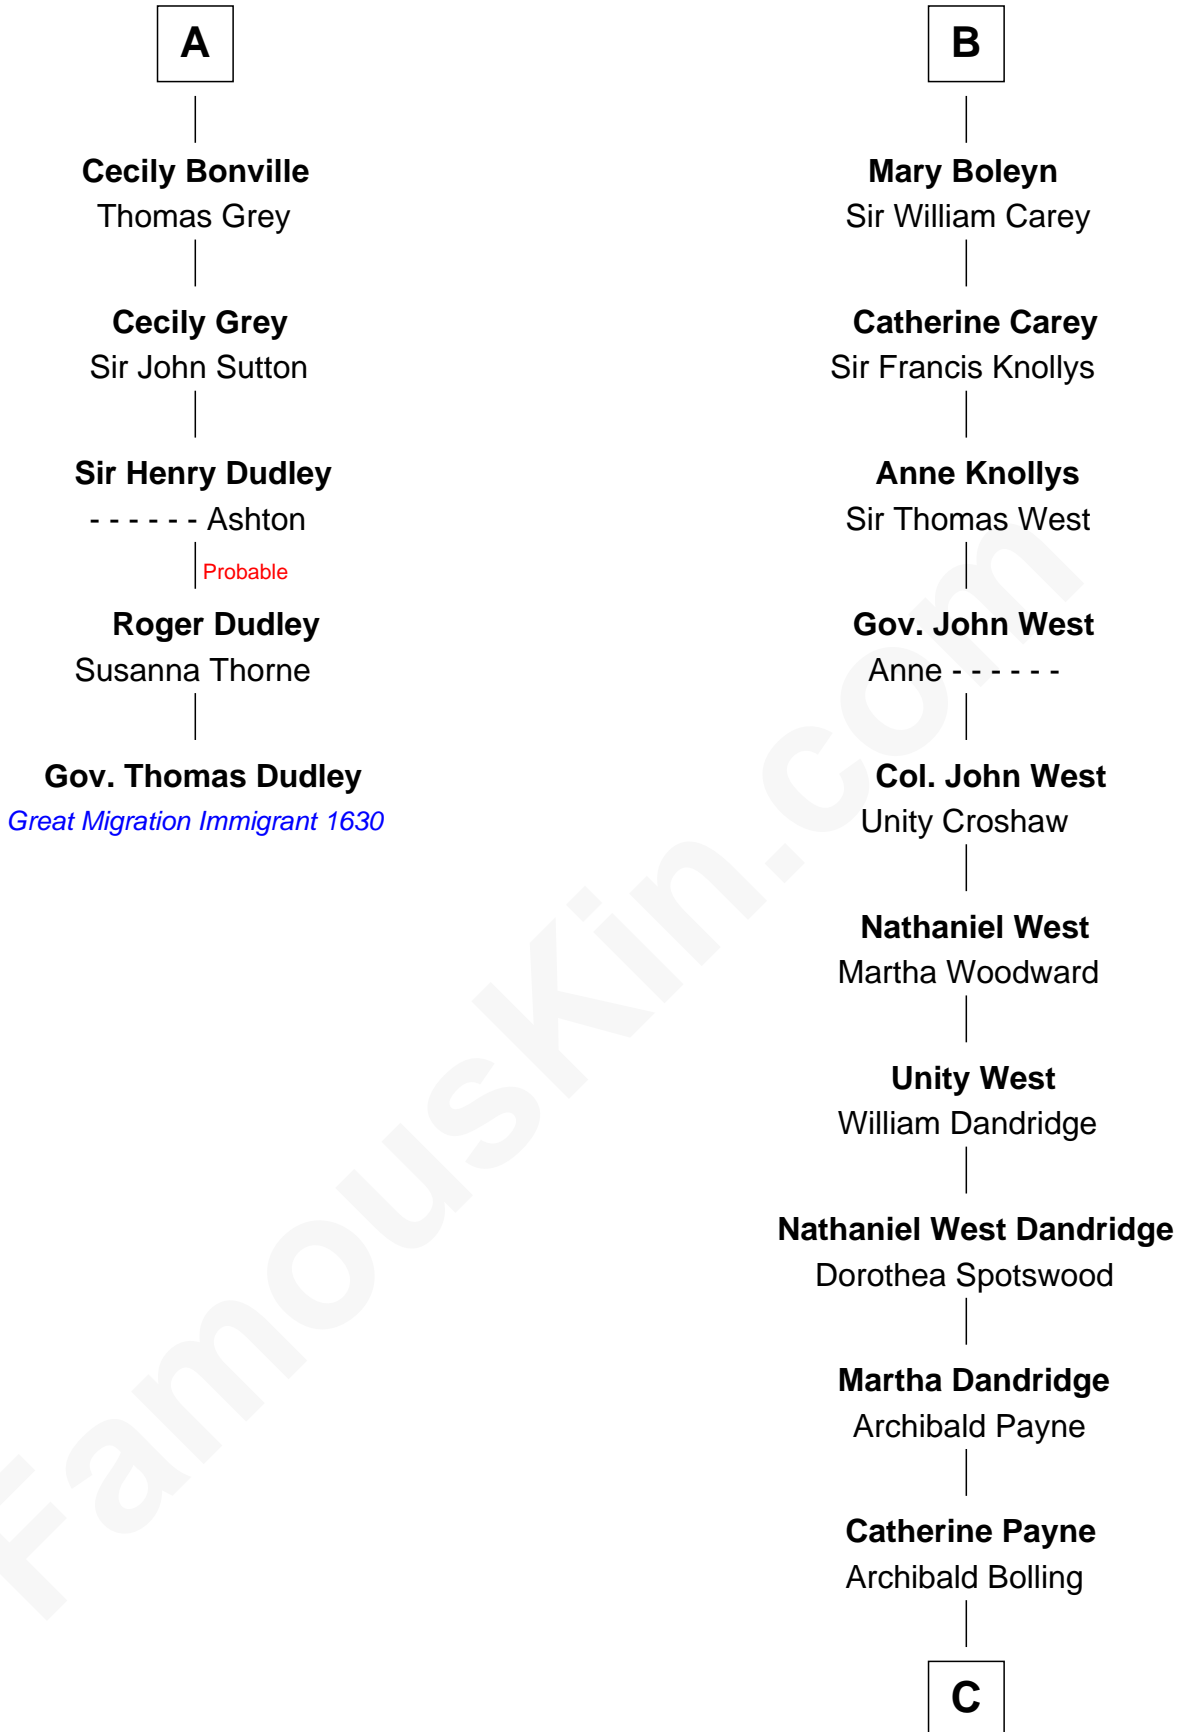 A
Cecily Bonville
Thomas Grey
Cecily Grey
Sir John Sutton
Sir Henry Dudley
- - - - - - Ashton
Probable
Roger Dudley
Susanna Thorne
Gov. Thomas Dudley
Great Migration Immigrant 1630
B
Mary Boleyn
Sir William Carey
Catherine Carey
Sir Francis Knollys
Anne Knollys
Sir Thomas West
Gov. John West
Anne - - - - - -
Col. John West
Unity Croshaw
Nathaniel West
Martha Woodward
Unity West
William Dandridge
Nathaniel West Dandridge
Dorothea Spotswood
Martha Dandridge
Archibald Payne
Catherine Payne
Archibald Bolling
C
FamousKin.com